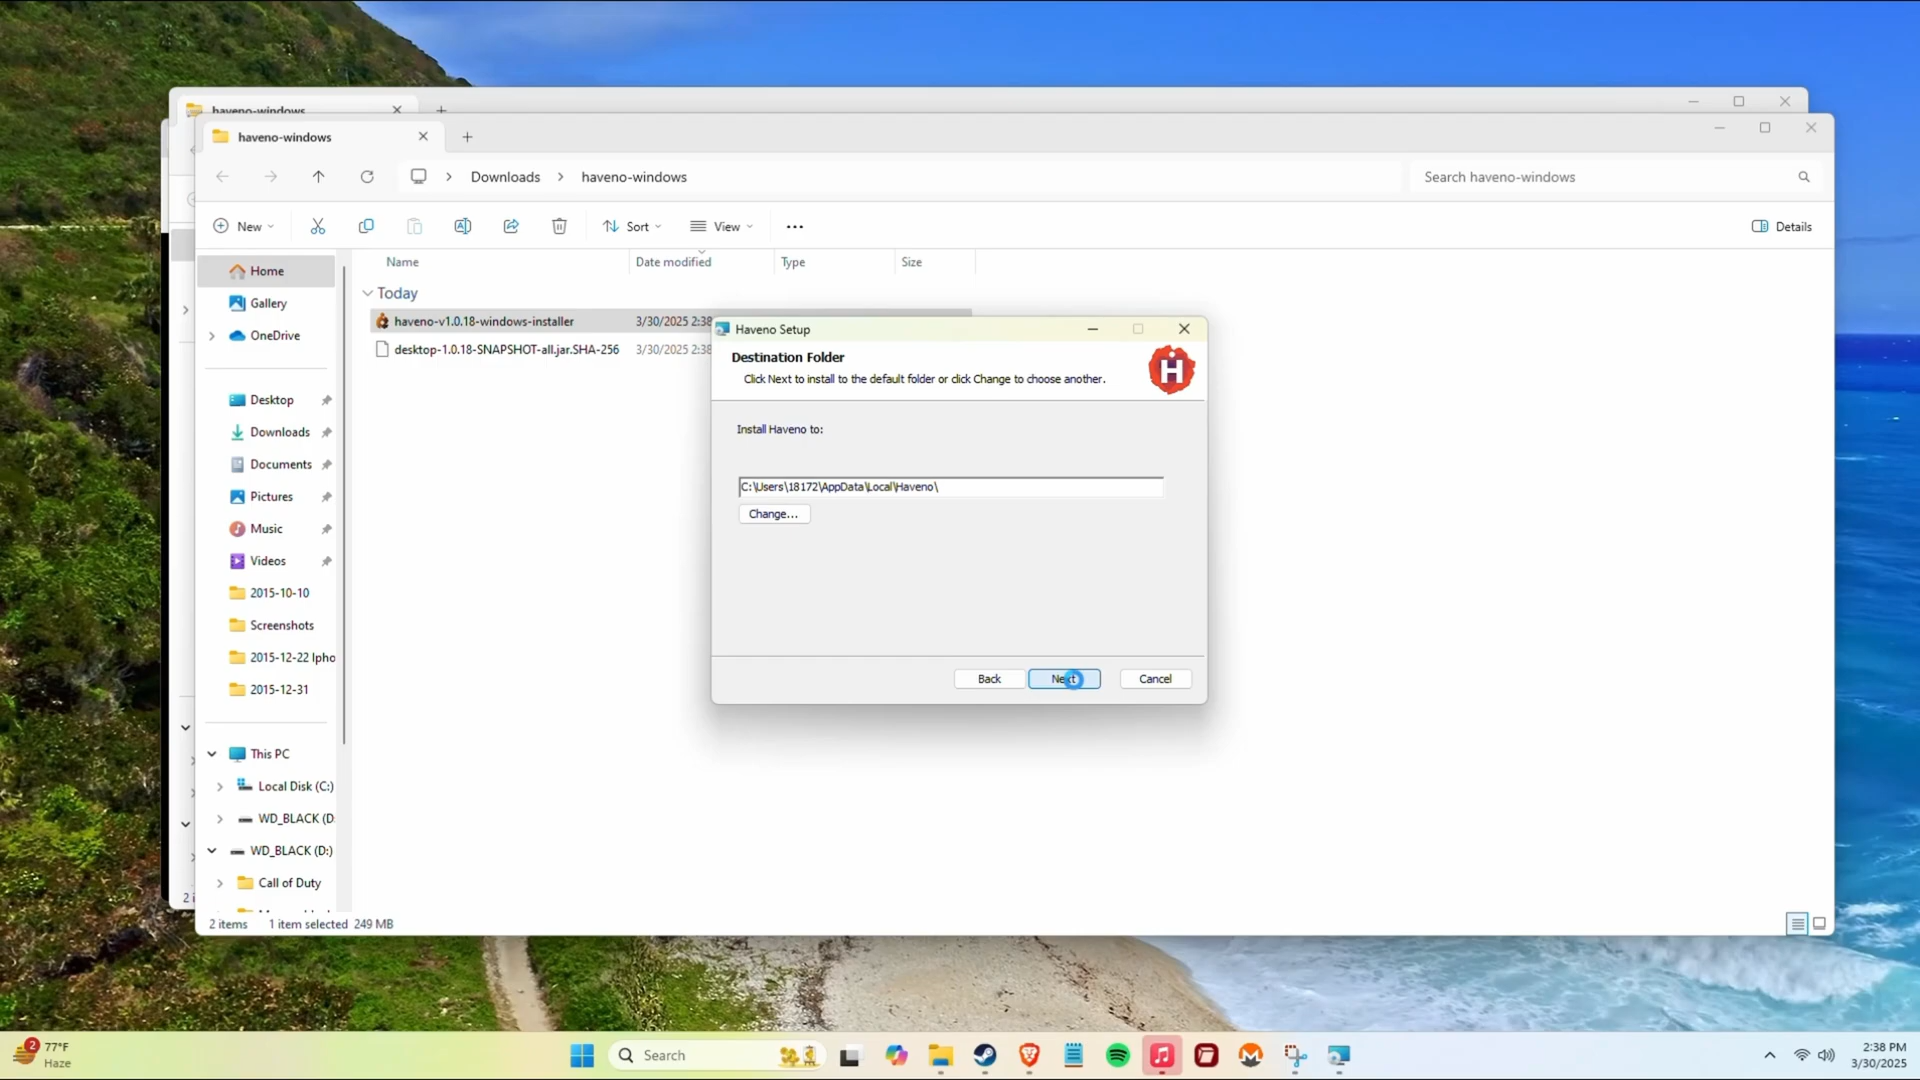 haveno-windows
haveno-windows
Downloads
haveno-windows
Search haveno-windows
New
Sort
View
Details
Name
Date modified
Type
Size
Home
Gallery
OneDrive
Desktop
Downloads
Documents
Pictures
Music
Videos
2015-10-10
Screenshots
2015-12-22 Ipho
2015-12-31
This PC
Local Disk (C:)
WD_BLACK (D:
WD_BLACK (D:)
Call of Duty
Today
haveno-v1.0.18-windows-installer
3/30/2025 2:38
desktop-1.0.18-SNAPSHOT-all.jar.SHA-256
3/30/2025 2:38
Haveno Setup
Destination Folder
Click Next to install to the default folder or click Change to choose another.
H
Install Haveno to:
C:\Users\18172\AppData\Local\Haveno\
Change...
Back
Next
Cancel
2 i
2 items
1 item selected
249 MB
2
77°F
Haze
Search
2:38 PM
3/30/2025